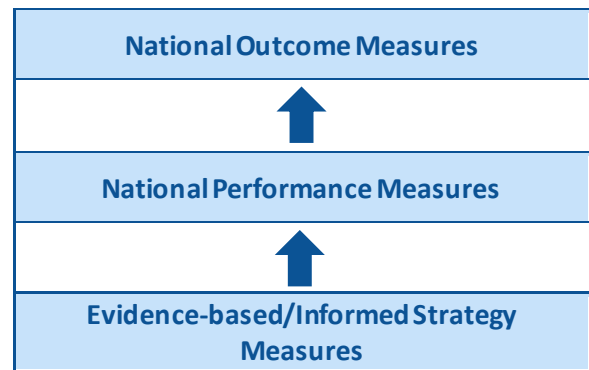 National Outcome Measures
National Performance Measures
Evidence-based/Informed Strategy
Measures